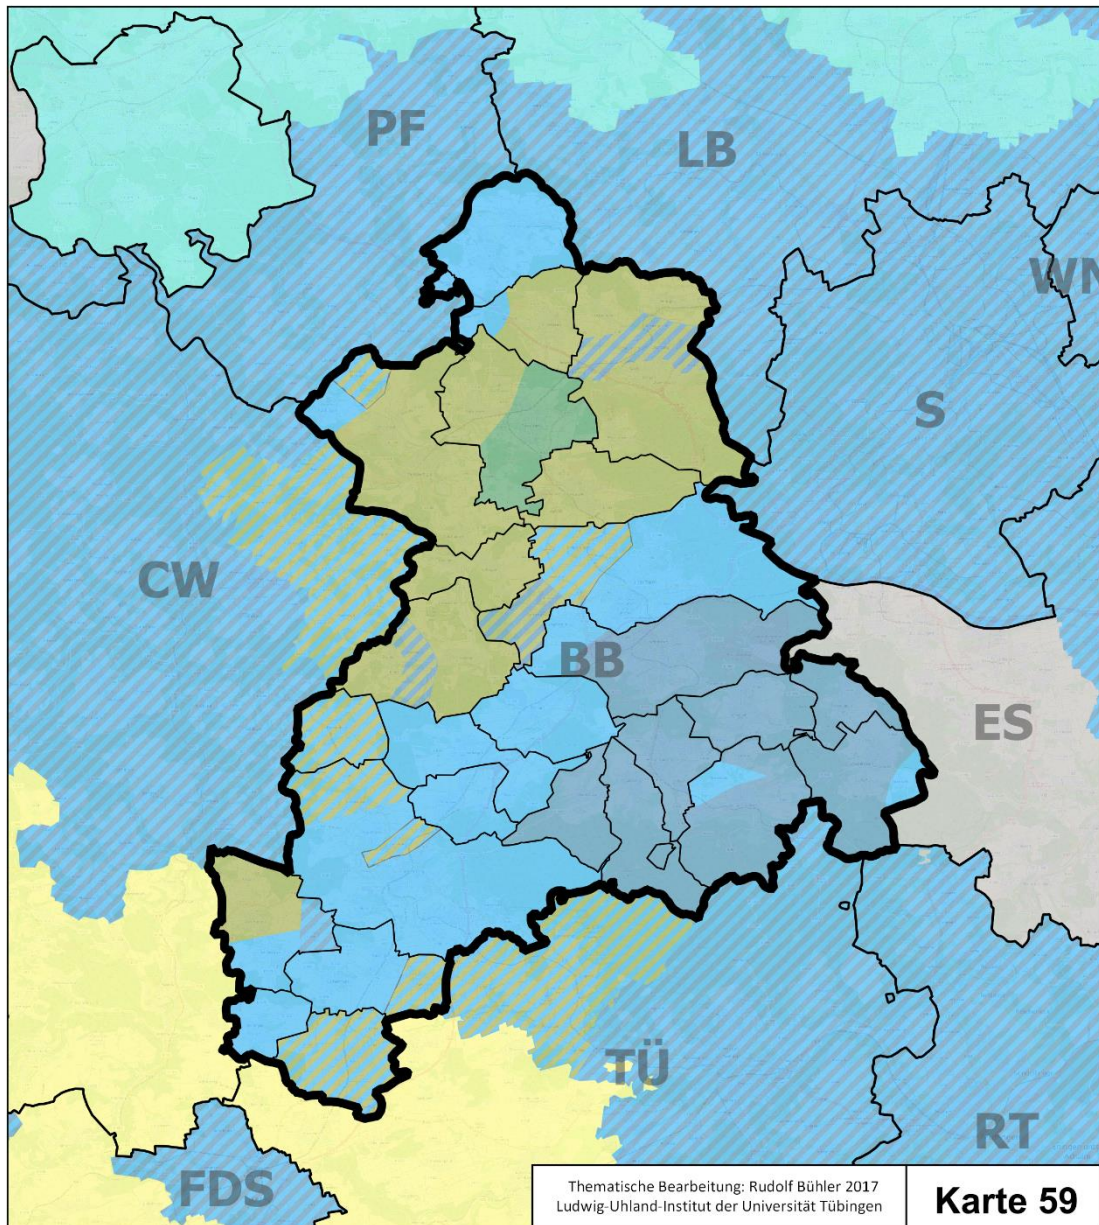 PF
LB
WN
S
CW
BB
ES
TÜ
RT
FDS
Thematische Bearbeitung: Rudolf Bühler 2017
Ludwig-Uhland-Institut der Universität Tübingen
Karte 59